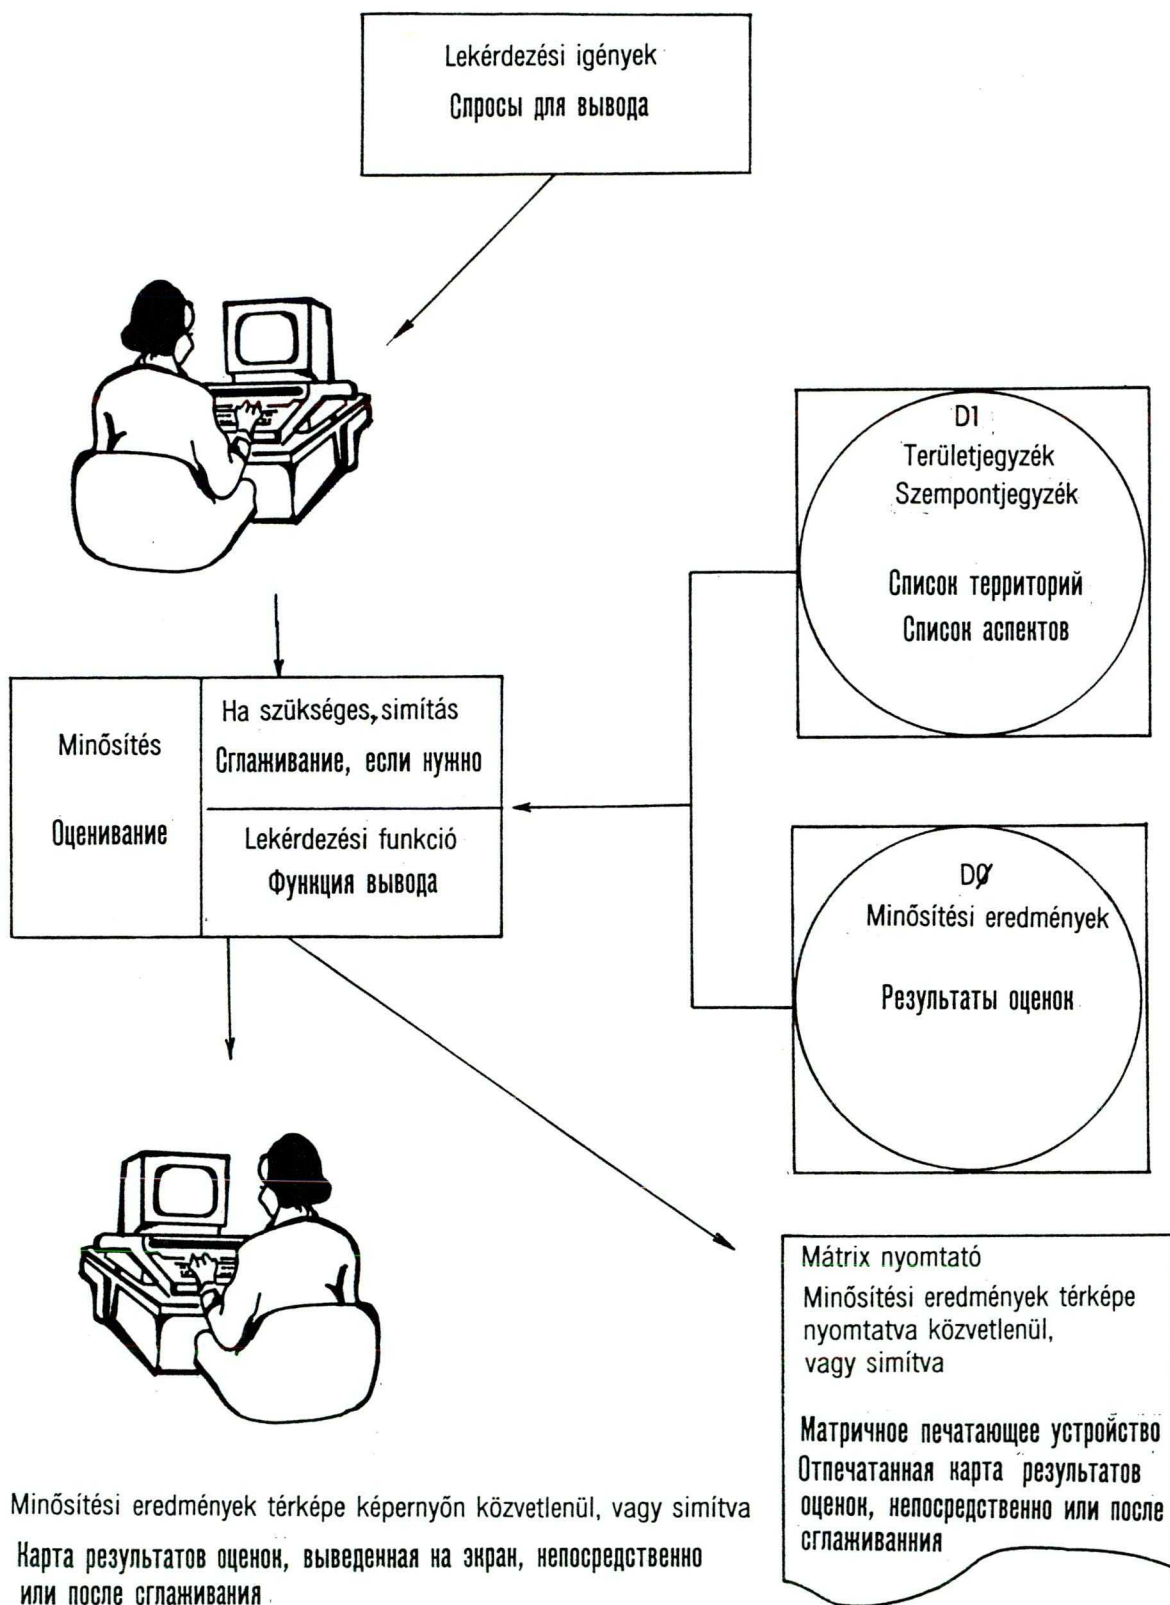 Lekérdezési igények
Спросы для вывода
D1
Területjegyzék
Szempontjegyzék
Список территорий
Список аспектов
Minősítés
Оценивание
Ha szükséges, simítás
Сглаживание, если нужно
Lekérdezési funkció
Функция вывода
DØ
Minősítési eredmények
Результаты оценок
Mátrix nyomtató
Minősítési eredmények térképe
nyomtatva közvetlenül,
vagy simítva
Матричное печатающее устройство
Отпечатанная карта результатов
оценок, непосредственно или после
сглаживанния
Minősítési eredmények térképe képernyőn közvetlenül, vagy simítva
Карта результатов оценок, выведенная на экран, непосредственно
или после сглаживания